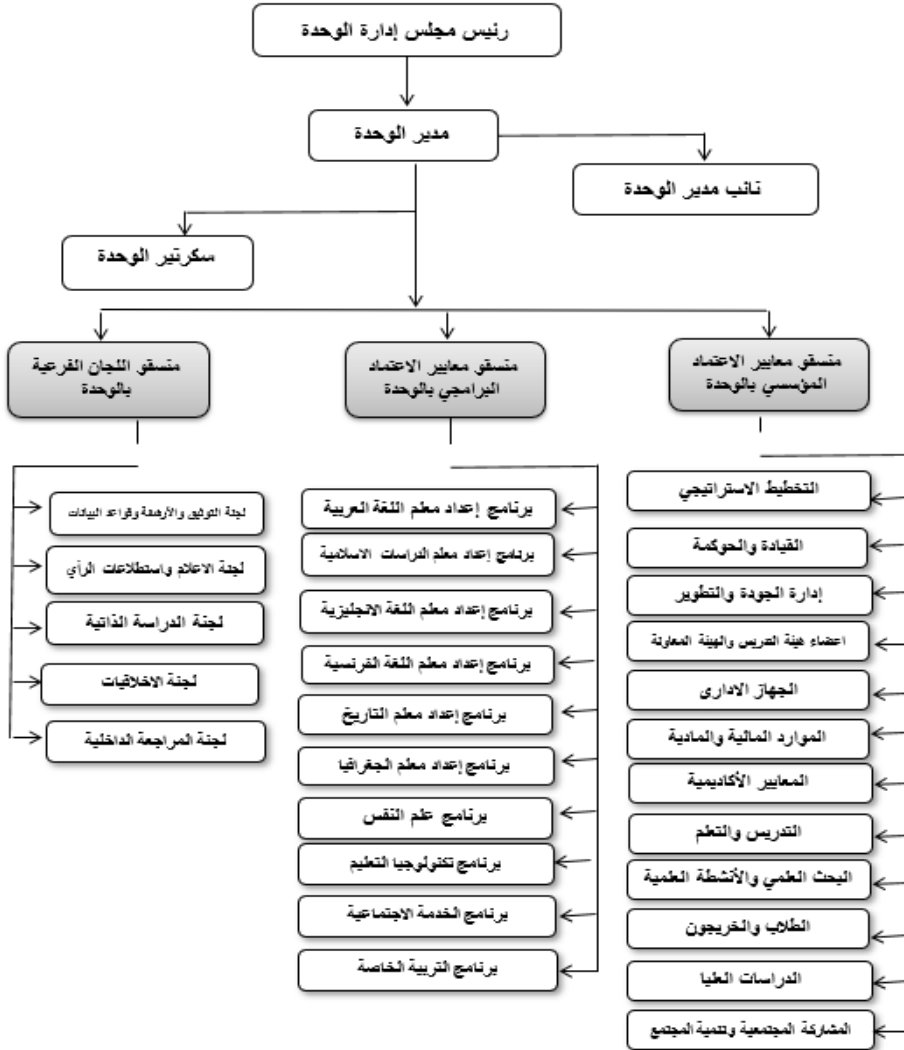 رئيس مجلس إدارة الوحدة
مدير الوحدة
نائب مدير الوحدة
سكرتير الوحدة
منسقو معايير الاعتماد
المؤسسي بالوحدة
منسقو معايير الاعتماد
البرامجي بالوحدة
منسقو اللجان الفرعية
بالوحدة
التخطيط الاستراتيجي
القيادة والحوكمة
إدارة الجودة والتطوير
اعضاء هيئة التدريس والهيئة المعاونة
الجهاز الادارى
الموارد المالية والمادية
المعايير الأكاديمية
التدريس والتعلم
البحث العلمي والأنشطة العلمية
الطلاب والخريجون
الدراسات العليا
المشاركة المجتمعية وتنمية المجتمع
برنامج إعداد معلم اللغة العربية
برنامج إعداد معلم الدراسات الاسلامية
برنامج إعداد معلم اللغة الانجليزية
برنامج إعداد معلم اللغة الفرنسية
برنامج إعداد معلم التاريخ
برنامج إعداد معلم الجغرافيا
برنامج علم النفس
برنامج تكنولوجيا التعليم
برنامج الخدمة الاجتماعية
برنامج التربية الخاصة
لجنة التوثيق والأرشفة وقواعد البيانات
لجنة الاعلام واستطلاعات الرأي
لجنة الدراسة الذاتية
لجنة الاخلاقيات
لجنة المراجعة الداخلية